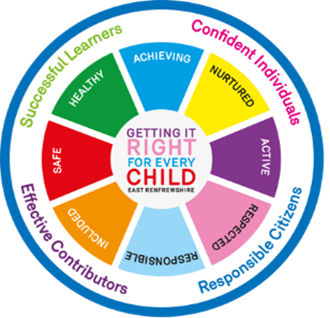 Successful Learners
Confident Individuals
Responsible Citizens
Effective Contributors
ACHIEVING
NURTURED
ACTIVE
RESPECTED
RESPONSIBLE
INCLUDED
SAFE
HEALTHY
GETTING IT
RIGHT
FOR EVERY
CHILD
EAST RENFREWSHIRE